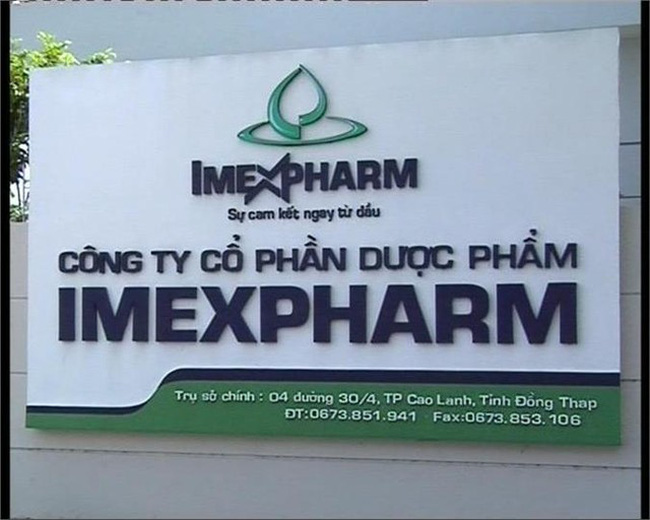 IMEXPHARM
Sự cam kết ngay từ đầu
CÔNG TY CỔ PHẦN DƯỢC PHẨM
IMEXPHARM
Trụ sở chính : 04 đường 30/4, TP Cao Lanh, Tỉnh Đồng Tháp
ĐT:0673.851.941 Fax:0673.853.106